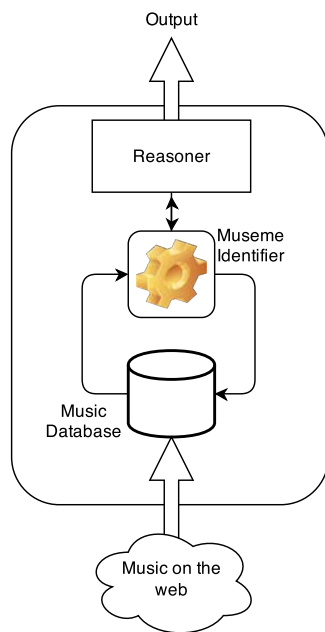 Output
Reasoner
Museme
Identifier
Music
Database
Music on the
web